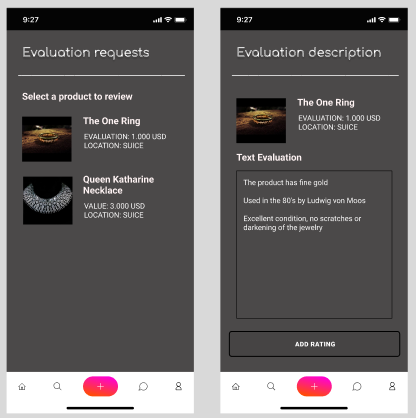 9:27
Evaluation requests
Select a product to review
The One Ring
EVALUATION: 1.000 USD
LOCATION: SUICE
Queen Katharine
Necklace
VALUE: 3.000 USD
LOCATION: SUICE
9:27
Evaluation description
The One Ring
EVALUATION: 1.000 USD
LOCATION: SUICE
Text Evaluation
The product has fine gold
Used in the 80's by Ludwig von Moos
Excellent condition, no scratches or
darkening of the jewelry
ADD RATING